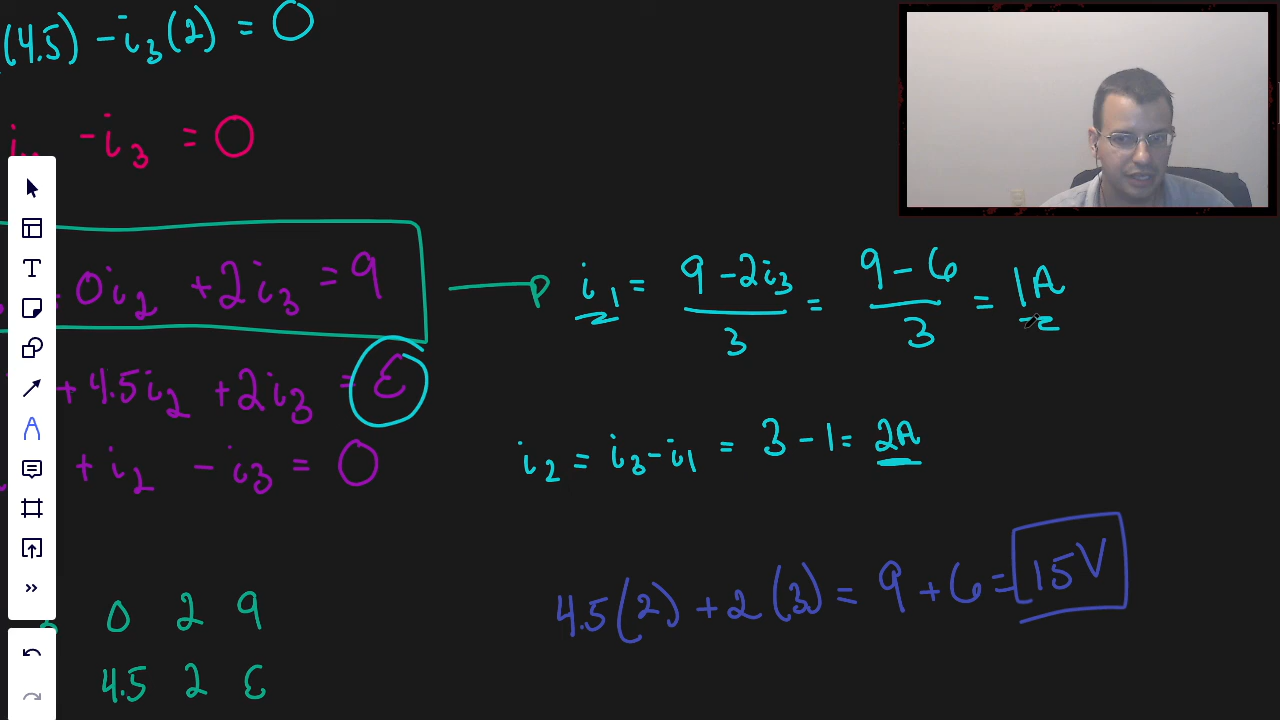 (4.5) -i₃(2) = 0
-i₃ = 0
0i₂ +2i₃ = 9
i₁ = 9 - 2i₃ / 3 = 9 - 6 / 3 = 1A
+ 4.5i₂ +2i₃ = ε
+ i₂ - i₃ = 0
i₂ = i₃ - i₁ = 3 - 1 = 2A
4.5(2) + 2(3) = 9 + 6 = 15V
0 2 9
4.5 2 ε